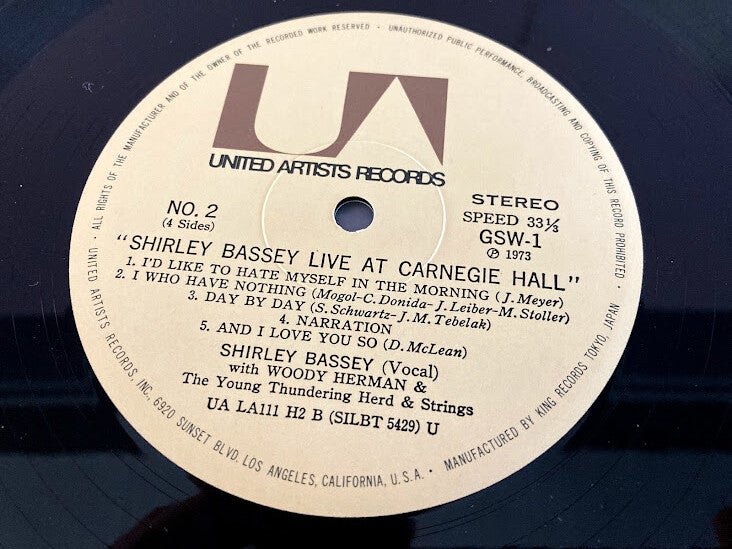 • ALL RIGHTS OF THE MANUFACTURER AND OF THE OWNER OF THE RECORDED WORK RESERVED • UNAUTHORIZED PUBLIC PERFORMANCE, BROADCASTING AND COPYING OF THIS RECORD PROHIBITED •
UA
UNITED ARTISTS RECORDS
NO. 2
(4 Sides)
STEREO
SPEED 33⅓
GSW-1
Ⓟ 1973
"SHIRLEY BASSEY LIVE AT CARNEGIE HALL"
1. I'D LIKE TO HATE MYSELF IN THE MORNING (J. Meyer)
2. I WHO HAVE NOTHING (Mogol-C. Donida- J. Leiber-M. Stoller)
3. DAY BY DAY (S. Schwartz-J. M. Tebelak)
4. NARRATION
5. AND I LOVE YOU SO (D. McLean)
SHIRLEY BASSEY (Vocal)
with WOODY HERMAN &
The Young Thundering Herd & Strings
UA LA111 H2 B (SILBT 5429) U
UNITED ARTISTS RECORDS, INC., 6920 SUNSET BLVD. LOS ANGELES, CALIFORNIA, U.S.A. • MANUFACTURED BY KING RECORDS TOKYO, JAPAN